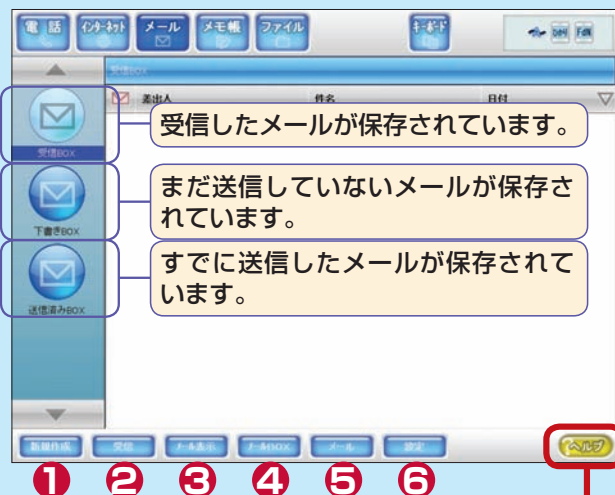 電話 インターネット メール メモ帳 ファイル キーボード
受信BOX
差出人 件名 日付
受信したメールが保存されています。
受信BOX
まだ送信していないメールが保存さ
れています。
下書きBOX
すでに送信したメールが保存されて
います。
送信済みBOX
新規作成 受信 メール表示 メールBOX メール 設定 ヘルプ
❶ ❷ ❸ ❹ ❺ ❻